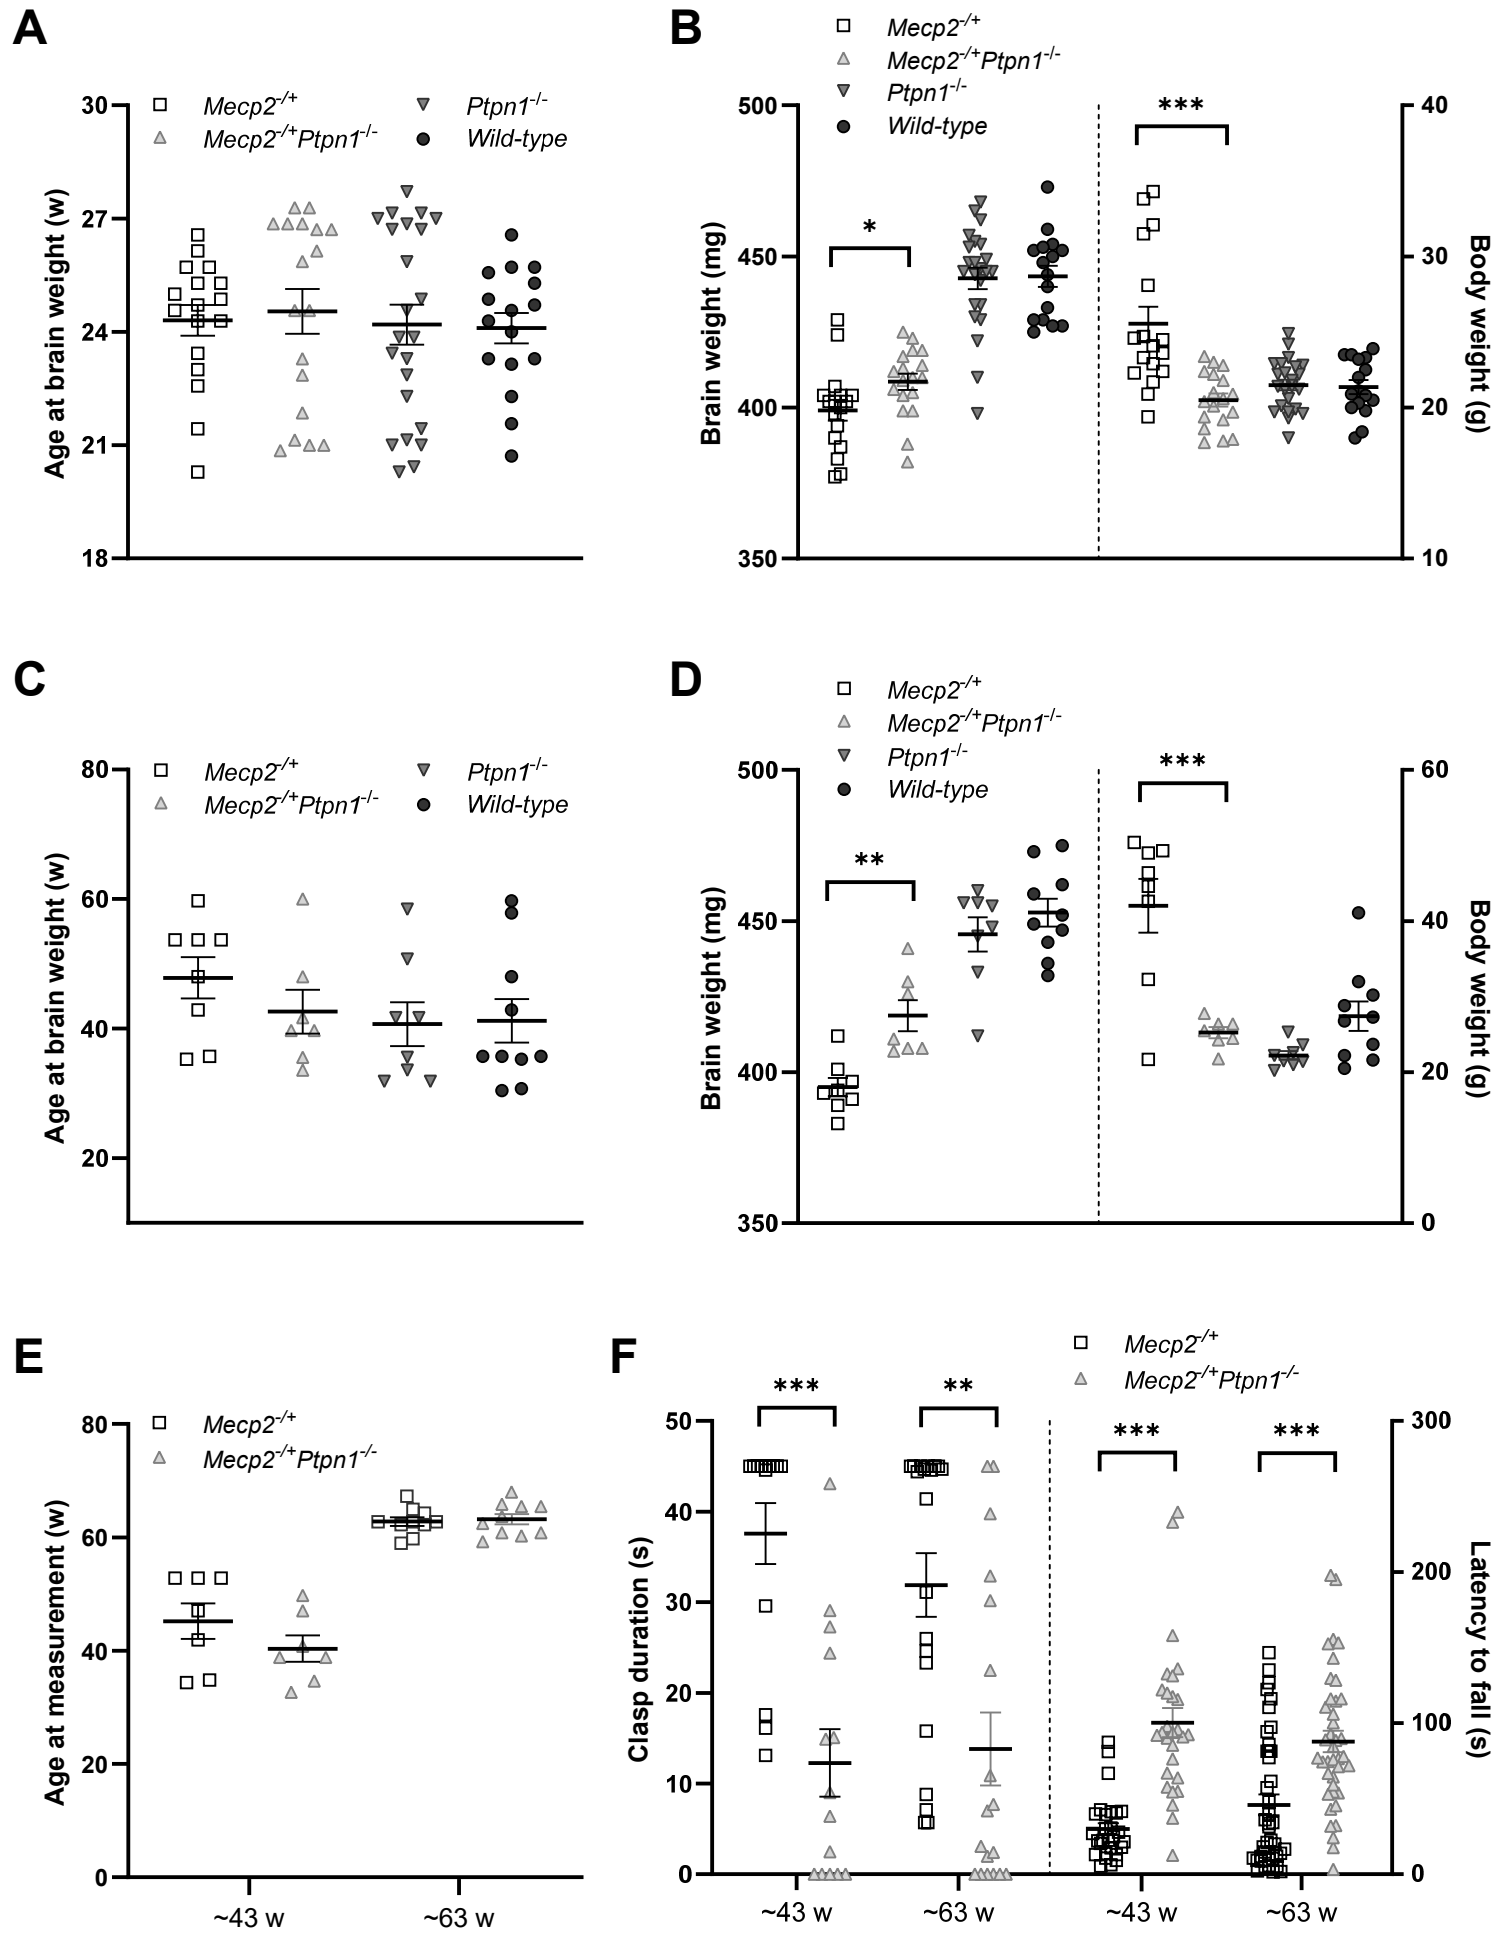 A
30
27
24
21
18
Age at brain weight (w)
Mecp2-/+
Mecp2-/+Ptpn1-/-
Ptpn1-/-
Wild-type
B
Mecp2-/+
Mecp2-/+Ptpn1-/-
Ptpn1-/-
Wild-type
500
450
400
350
Brain weight (mg)
*
***
40
30
20
10
Body weight (g)
C
80
60
40
20
Age at brain weight (w)
Mecp2-/+
Mecp2-/+Ptpn1-/-
Ptpn1-/-
Wild-type
D
Mecp2-/+
Mecp2-/+Ptpn1-/-
Ptpn1-/-
Wild-type
500
450
400
350
Brain weight (mg)
**
***
60
40
20
0
Body weight (g)
E
80
60
40
20
0
Age at measurement (w)
Mecp2-/+
Mecp2-/+Ptpn1-/-
~43 w
~63 w
F
Mecp2-/+
Mecp2-/+Ptpn1-/-
50
40
30
20
10
0
Clasp duration (s)
***
**
***
***
300
200
100
0
Latency to fall (s)
~43 w
~63 w
~43 w
~63 w